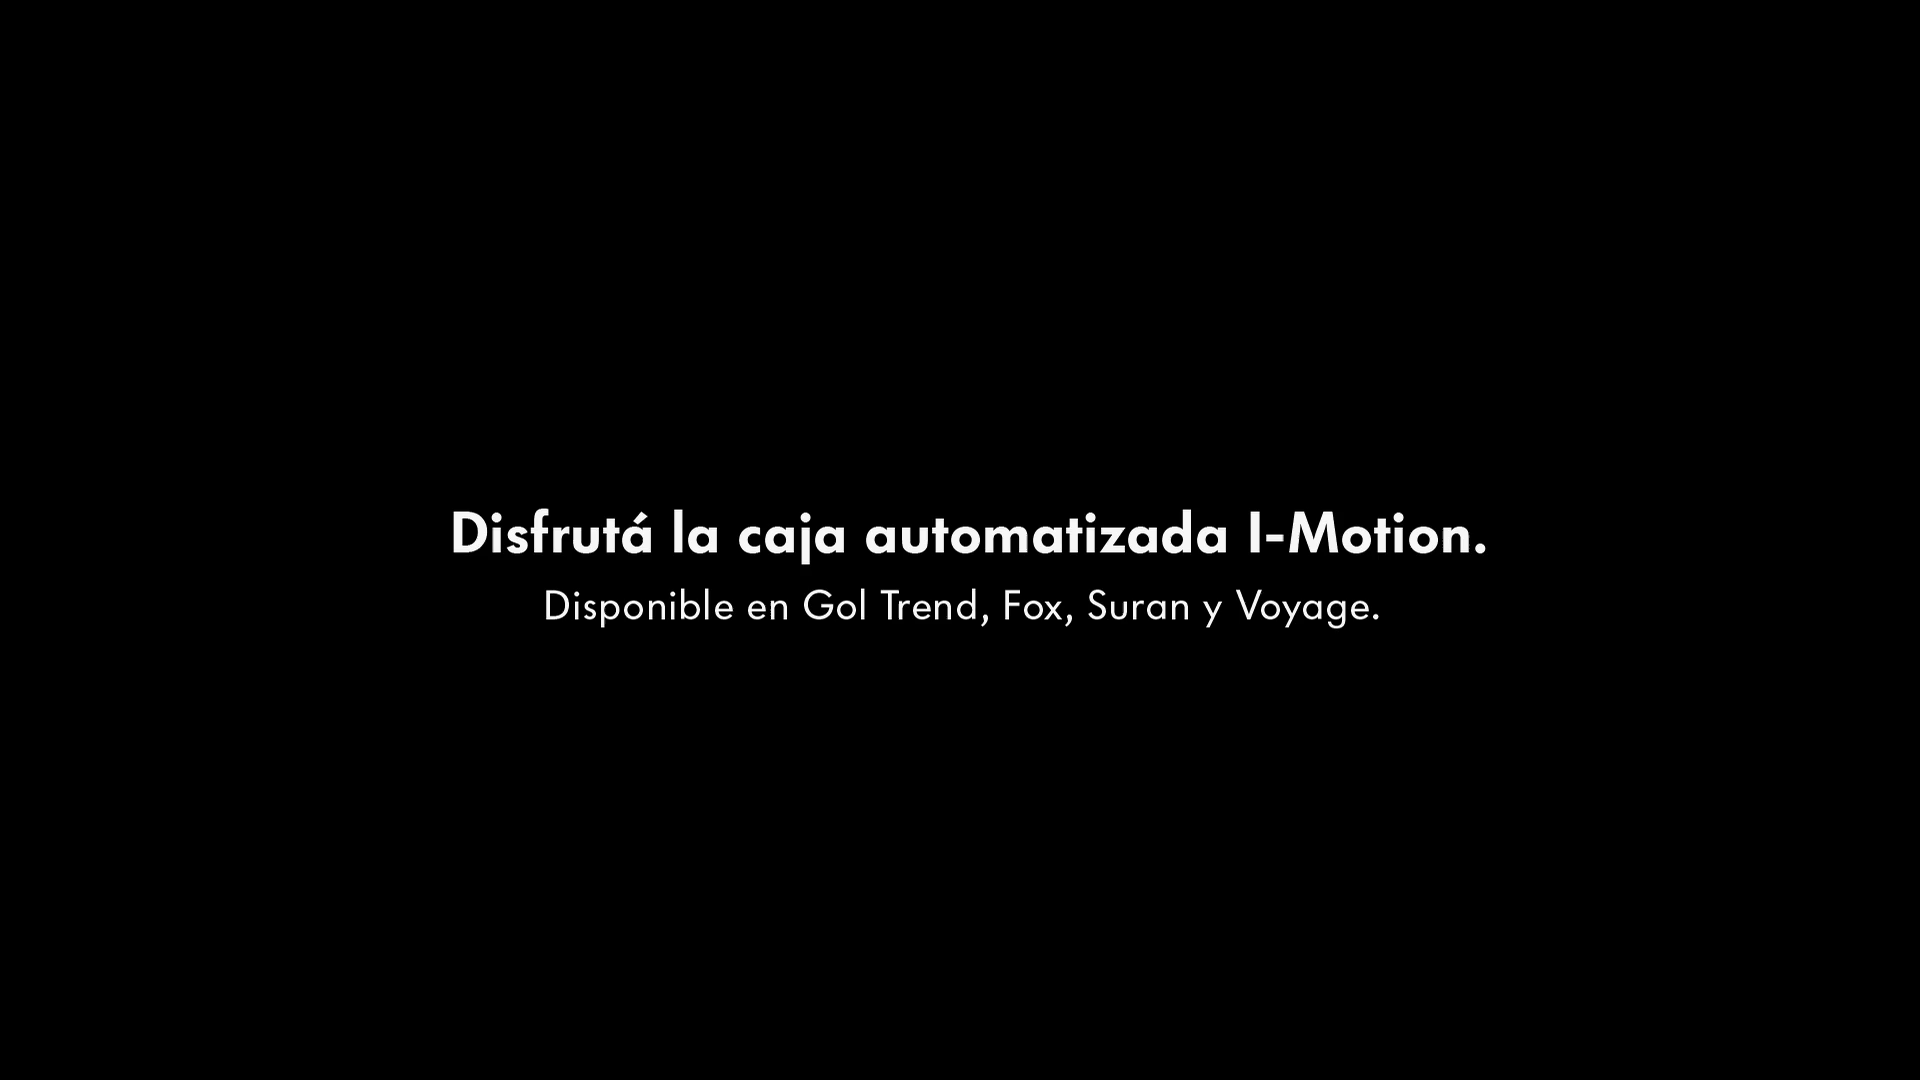 Disfrutá la caja automatizada I-Motion.
Disponible en Gol Trend, Fox, Suran y Voyage.